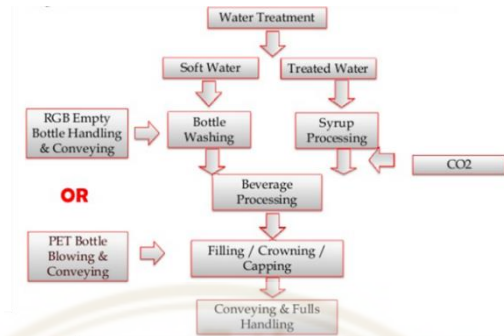 Water Treatment
Soft Water
Treated Water
RGB Empty
Bottle Handling
& Conveying
Bottle
Washing
Syrup
Processing
CO2
OR
Beverage
Processing
PET Bottle
Blowing &
Conveying
Filling / Crowning /
Capping
Conveying & Fulls
Handling